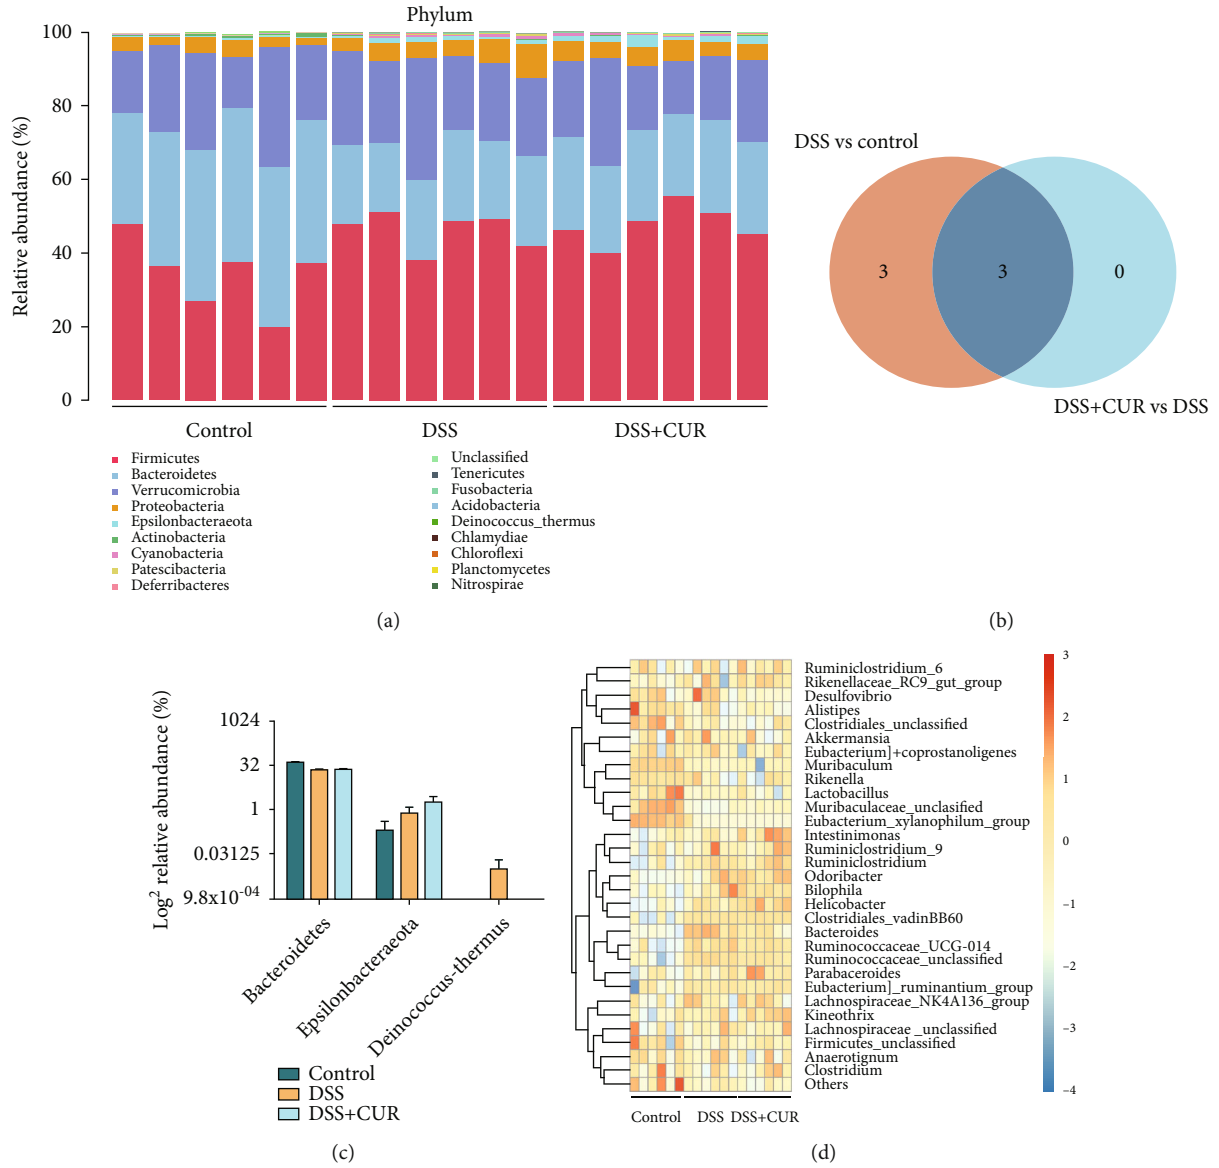 Phylum
Relative abundance (%)
100
80
60
40
20
0
Control
DSS
DSS+CUR
Firmicutes
Bacteroidetes
Verrucomicrobia
Proteobacteria
Epsilonbacteraeota
Actinobacteria
Cyanobacteria
Patescibacteria
Deferribacteres
Unclassified
Tenericutes
Fusobacteria
Acidobacteria
Deinococcus_thermus
Chlamydiae
Chloroflexi
Planctomycetes
Nitrospirae
(a)
DSS vs control
3
3
0
DSS+CUR vs DSS
(b)
Log² relative abundance (%)
1024
32
1
0.03125
9.8x10⁻⁰⁴
Bacteroidetes
Epsilonbacteraeota
Deinococcus-thermus
Control
DSS
DSS+CUR
(c)
Ruminiclostridium_6
Rikenellaceae_RC9_gut_group
Desulfovibrio
Alistipes
Clostridiales_unclassified
Akkermansia
Eubacterium]+coprostanoligenes
Muribaculum
Rikenella
Lactobacillus
Muribaculaceae_unclasified
Eubacterium_xylanophilum_group
Intestinimonas
Ruminiclostridium_9
Ruminiclostridium
Odoribacter
Bilophila
Helicobacter
Clostridiales_vadinBB60
Bacteroides
Ruminococcaceae_UCG-014
Ruminococcaceae_unclassified
Parabaceroides
Eubacterium]_ruminantium_group
Lachnospiraceae_NK4A136_group
Kineothrix
Lachnospiraceae _unclassified
Firmicutes_unclassified
Anaerotignum
Clostridium
Others
Control
DSS
DSS+CUR
3
2
1
0
−1
−2
−3
−4
(d)